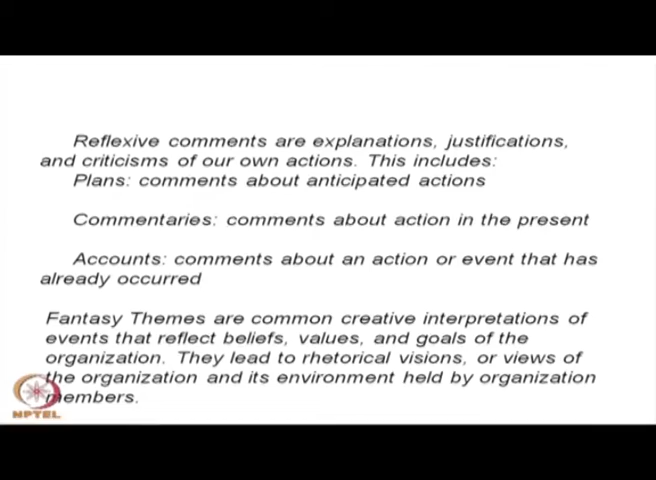 Reflexive comments are explanations, justifications,
and criticisms of our own actions. This includes:
Plans: comments about anticipated actions
Commentaries: comments about action in the present
Accounts: comments about an action or event that has
already occurred
Fantasy Themes are common creative interpretations of
events that reflect beliefs, values, and goals of the
organization. They lead to rhetorical visions, or views of
the organization and its environment held by organization
members.
NPTEL